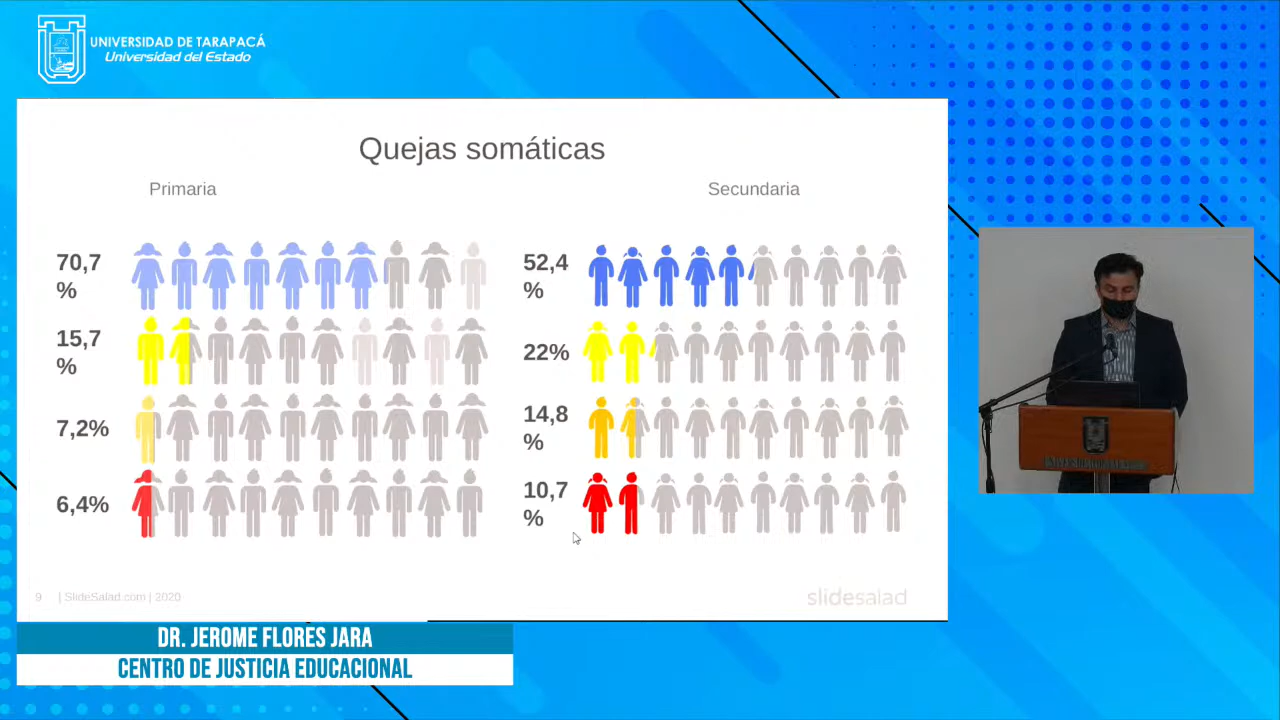 UNIVERSIDAD DE TARAPACÁ
Universidad del Estado
Quejas somáticas
Primaria
Secundaria
70,7
%
15,7
%
7,2%
6,4%
52,4
%
22%
14,8
%
10,7
%
9 | SlideSalad.com | 2020
slidesalad
DR. JEROME FLORES JARA
CENTRO DE JUSTICIA EDUCACIONAL